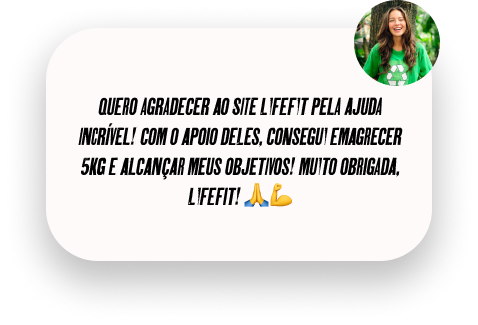 QUERO AGRADECER AO SITE LIFEFIT PELA AJUDA
INCRÍVEL! COM O APOIO DELES, CONSEGUI EMAGRECER
5KG E ALCANÇAR MEUS OBJETIVOS! MUITO OBRIGADA,
LIFEFIT! 🙏💪